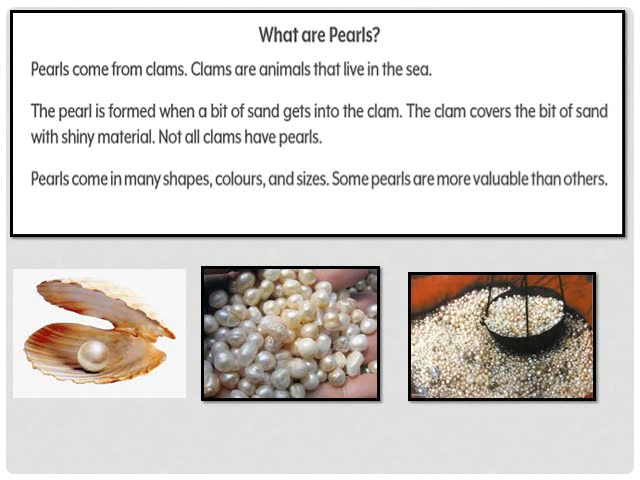 What are Pearls?
Pearls come from clams. Clams are animals that live in the sea.
The pearl is formed when a bit of sand gets into the clam. The clam covers the bit of sand
with shiny material. Not all clams have pearls.
Pearls come in many shapes, colours, and sizes. Some pearls are more valuable than others.